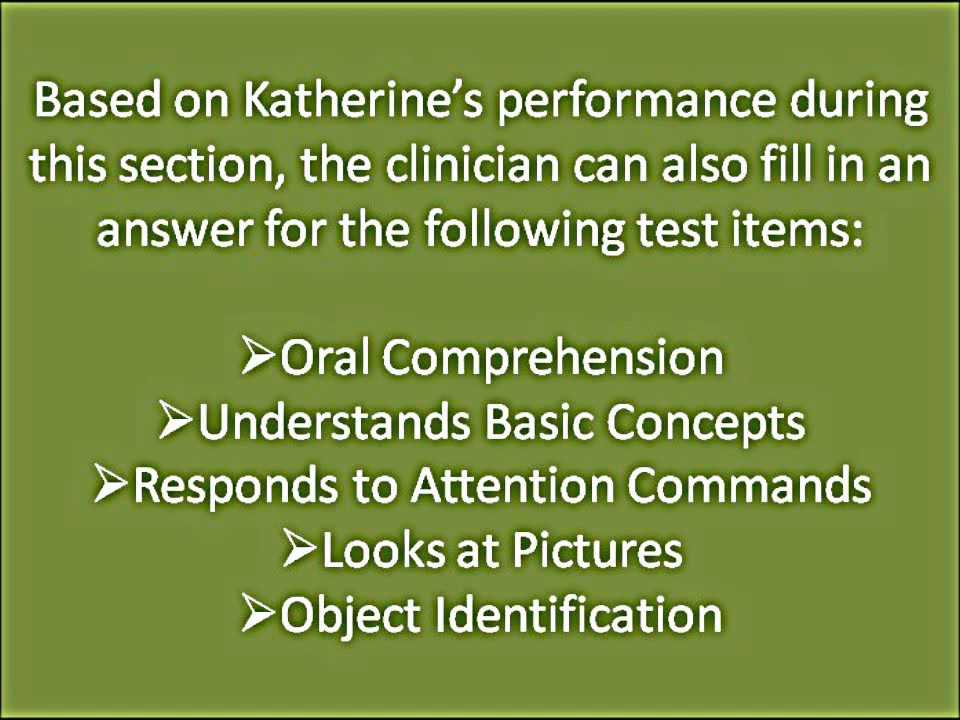 Based on Katherine’s performance during
this section, the clinician can also fill in an
answer for the following test items:
➢Oral Comprehension
➢Understands Basic Concepts
➢Responds to Attention Commands
➢Looks at Pictures
➢Object Identification